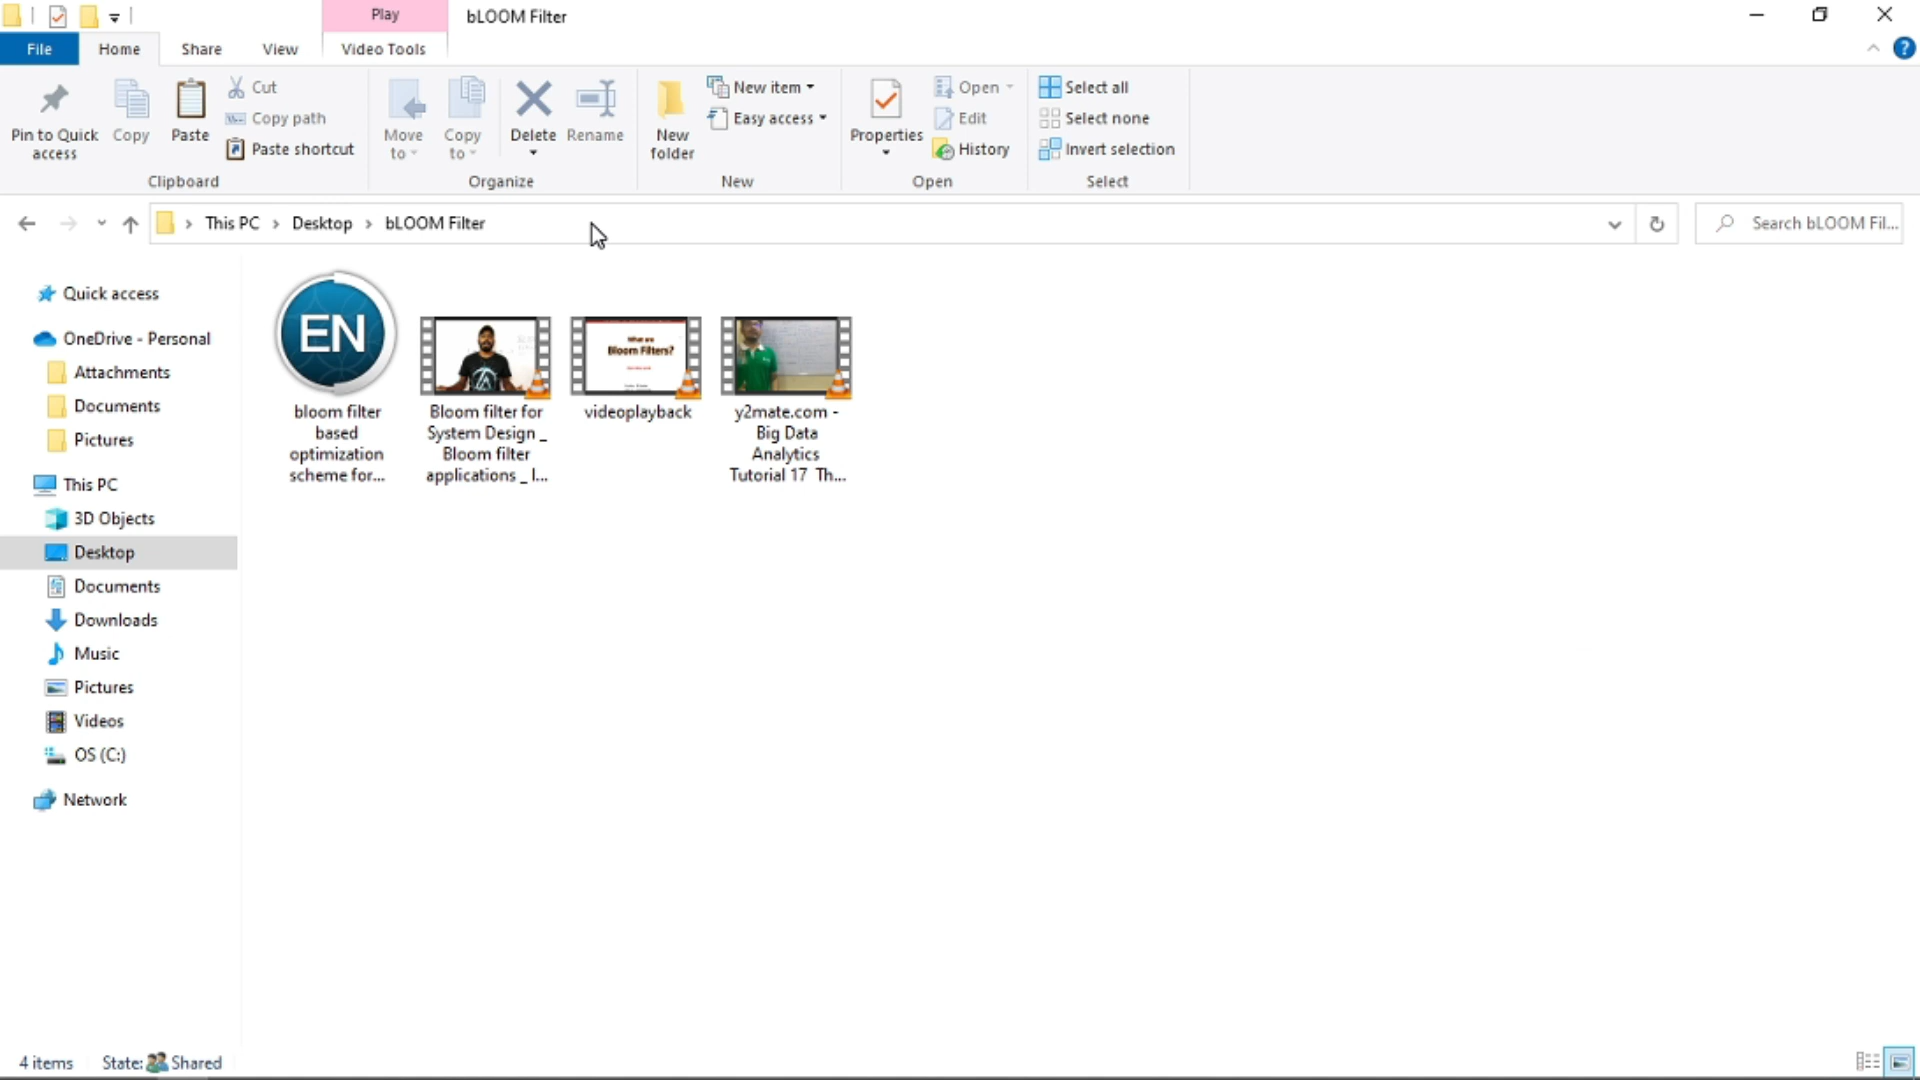 Play
bLOOM Filter
File
Home
Share
View
Video Tools
Pin to Quick
access
Copy
Paste
Cut
Copy path
Paste shortcut
Clipboard
Move
to
Copy
to
Delete
Rename
Organize
New
folder
New item
Easy access
New
Properties
Open
Edit
History
Open
Select all
Select none
Invert selection
Select
This PC > Desktop > bLOOM Filter
Search bLOOM Fil...
Quick access
OneDrive - Personal
Attachments
Documents
Pictures
This PC
3D Objects
Desktop
Documents
Downloads
Music
Pictures
Videos
OS (C:)
Network
EN
bloom filter
based
optimization
scheme for...
Bloom filter for
System Design _
Bloom filter
applications _ I...
What are
Bloom Filters?
videoplayback
y2mate.com -
Big Data
Analytics
Tutorial 17 Th...
4 items
State: Shared